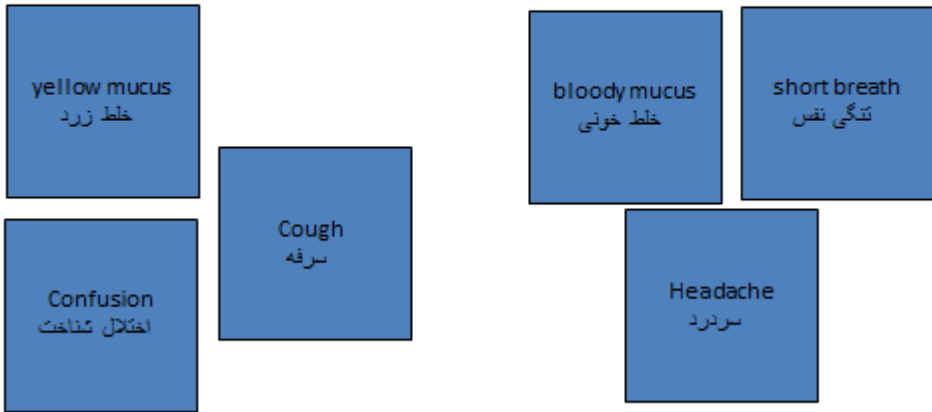 yellow mucus
خلط زرد
Confusion
اختلال شناخت
Cough
سرفه
bloody mucus
خلط خونی
short breath
تنگی نفس
Headache
سردرد